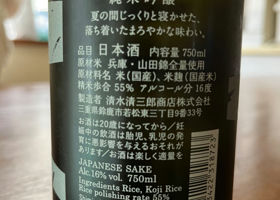 純米吟醸
夏の間じっくりと寝かせた、
落ち着いたまろやかな味わい。
品目 日本酒 内容量 750ml
原材米 兵庫・山田錦全量使用
原材料 米(国産)、米麹(国産米)
精米歩合 55% アルコール分 16度
製造者 清水清三郎商店株式会社
三重県鈴鹿市若松東三丁目9番33号
お酒は20歳になってから/妊
娠中の飲酒は胎児、乳児の発
育に悪影響を与えるおそれが
あります/お酒は楽しく適量を
JAPANESE SAKE
Alc.16% vol. 750ml
Ingredients Rice, Koji Rice
Rice polishing rate 55%